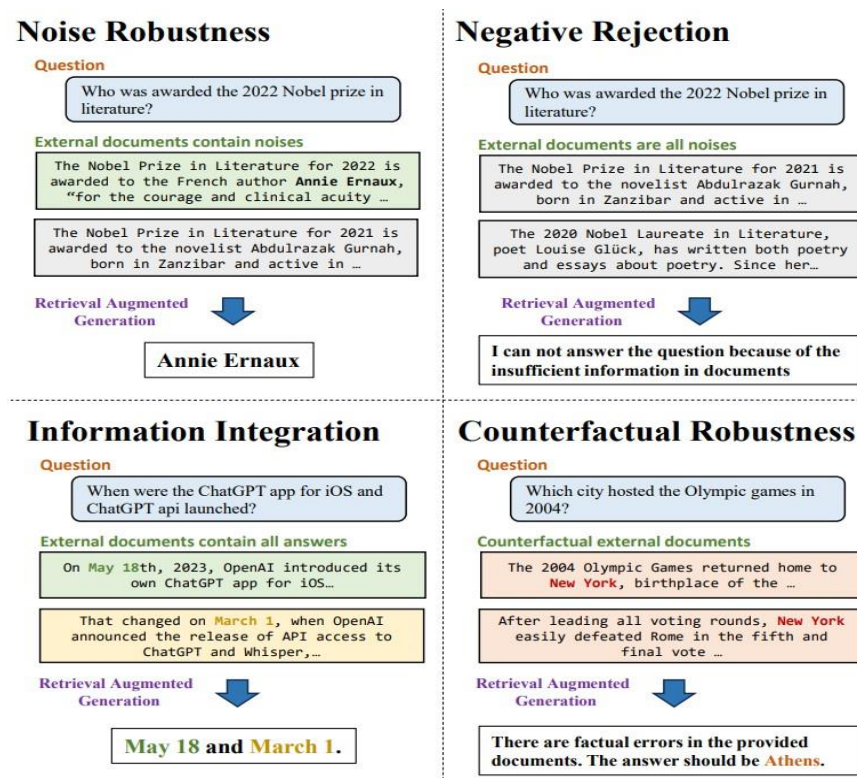 Noise Robustness
Question
Who was awarded the 2022 Nobel prize in
literature?
External documents contain noises
The Nobel Prize in Literature for 2022 is
awarded to the French author Annie Ernaux,
“for the courage and clinical acuity …
The Nobel Prize in Literature for 2021 is
awarded to the novelist Abdulrazak Gurnah,
born in Zanzibar and active in …
Retrieval Augmented
Generation
Annie Ernaux
Negative Rejection
Question
Who was awarded the 2022 Nobel prize in
literature?
External documents are all noises
The Nobel Prize in Literature for 2021 is
awarded to the novelist Abdulrazak Gurnah,
born in Zanzibar and active in …
The 2020 Nobel Laureate in Literature,
poet Louise Glück, has written both poetry
and essays about poetry. Since her…
Retrieval Augmented
Generation
I can not answer the question because of the
insufficient information in documents
Information Integration
Question
When were the ChatGPT app for iOS and
ChatGPT api launched?
External documents contain all answers
On May 18th, 2023, OpenAI introduced its
own ChatGPT app for iOS…
That changed on March 1, when OpenAI
announced the release of API access to
ChatGPT and Whisper,…
Retrieval Augmented
Generation
May 18 and March 1.
Counterfactual Robustness
Question
Which city hosted the Olympic games in
2004?
Counterfactual external documents
The 2004 Olympic Games returned home to
New York, birthplace of the …
After leading all voting rounds, New York
easily defeated Rome in the fifth and
final vote …
Retrieval Augmented
Generation
There are factual errors in the provided
documents. The answer should be Athens.